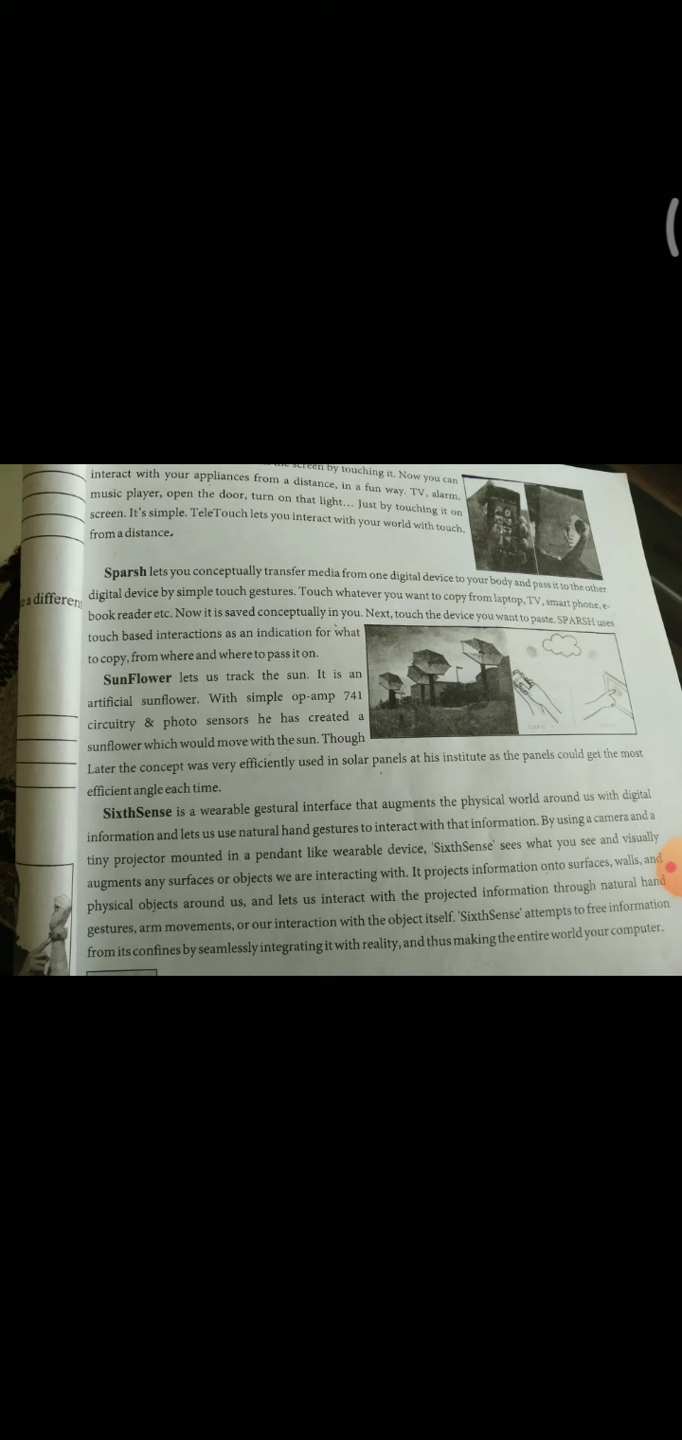 screen by touching it. Now you can
interact with your appliances from a distance, in a fun way. TV, alarm,
music player, open the door, turn on that light... Just by touching it on
screen. It's simple. TeleTouch lets you interact with your world with touch,
from a distance.
Sparsh lets you conceptually transfer media from one digital device to your body and pass it to the other
digital device by simple touch gestures. Touch whatever you want to copy from laptop, TV, smart phone, e-
book reader etc. Now it is saved conceptually in you. Next, touch the device you want to paste. SPARSH uses
touch based interactions as an indication for what
to copy, from where and where to pass it on.
SunFlower lets us track the sun. It is an
artificial sunflower. With simple op-amp 741
circuitry & photo sensors he has created a
sunflower which would move with the sun. Though
Later the concept was very efficiently used in solar panels at his institute as the panels could get the most
efficient angle each time.
SixthSense is a wearable gestural interface that augments the physical world around us with digital
information and lets us use natural hand gestures to interact with that information. By using a camera and a
tiny projector mounted in a pendant like wearable device, 'SixthSense' sees what you see and visually
augments any surfaces or objects we are interacting with. It projects information onto surfaces, walls, and
physical objects around us, and lets us interact with the projected information through natural hand
gestures, arm movements, or our interaction with the object itself. 'SixthSense' attempts to free information
from its confines by seamlessly integrating it with reality, and thus making the entire world your computer.
a differen